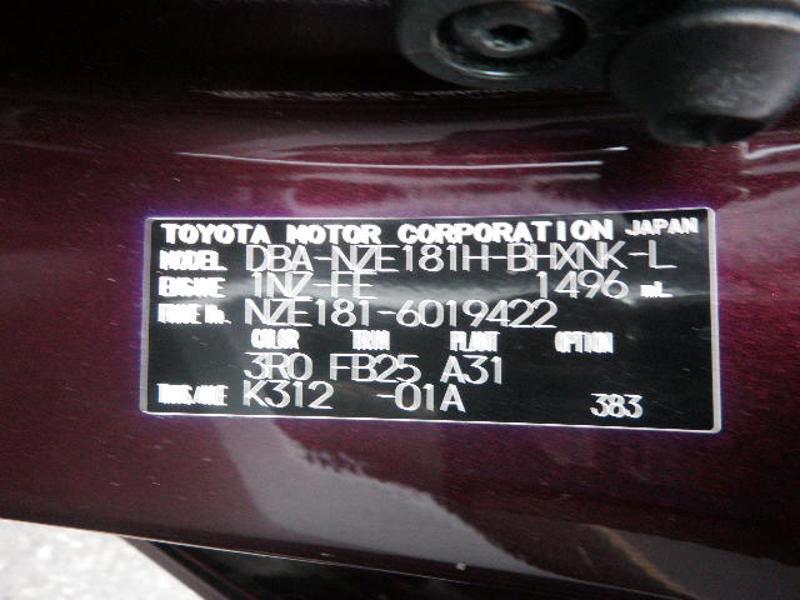 TOYOTA MOTOR CORPORATION JAPAN
MODEL DBA-NZE181H-BHXNK-L
ENGINE 1NZ-FE 1496 mL
FRAME No. NZE181-6019422
COLOR TRIM PLANT OPTION
3R0 FB25 A31
TRANS/AXLE K312 -01A 383